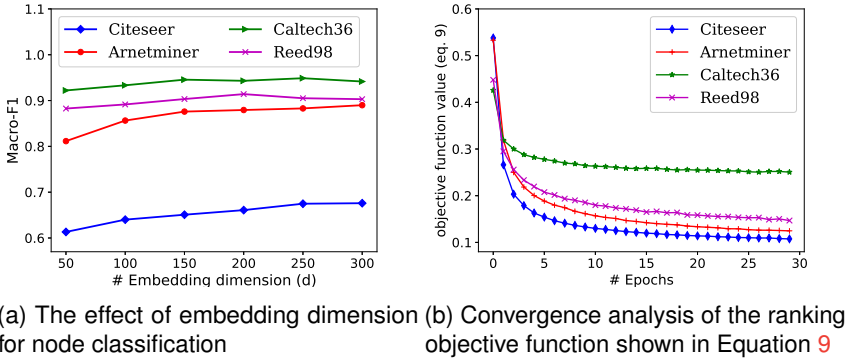 1.1
1.0
0.9
0.8
0.7
0.6
Macro-F1
Citeseer
Arnetminer
Caltech36
Reed98
50 100 150 200 250 300
# Embedding dimension (d)
0.6
0.5
0.4
0.3
0.2
0.1
objective function value (eq. 9)
Citeseer
Arnetminer
Caltech36
Reed98
0 5 10 15 20 25 30
# Epochs
(a) The effect of embedding dimension
for node classification
(b) Convergence analysis of the ranking
objective function shown in Equation 9